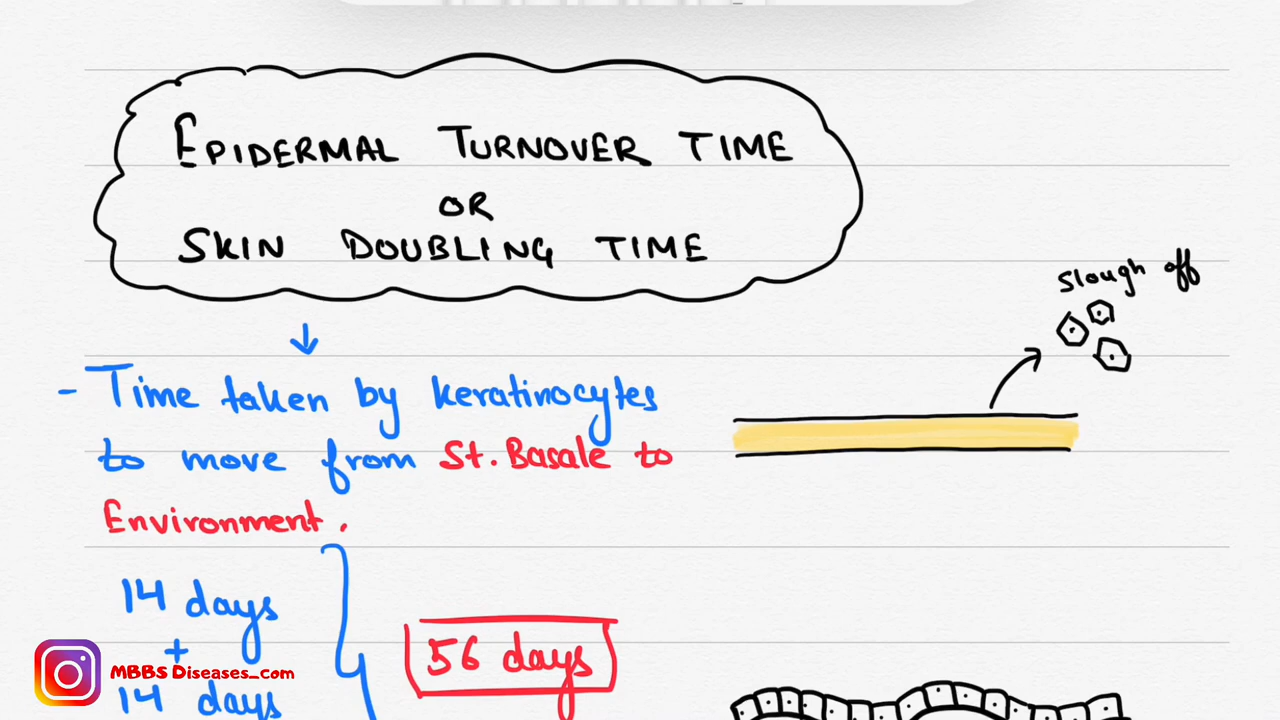 EPIDERMAL TURNOVER TIME
OR
SKIN DOUBLING TIME
slough off
- Time taken by keratinocytes
to move from St. Basale to
Environment.
14 days
+
14 days
56 days
MBBS Diseases_com